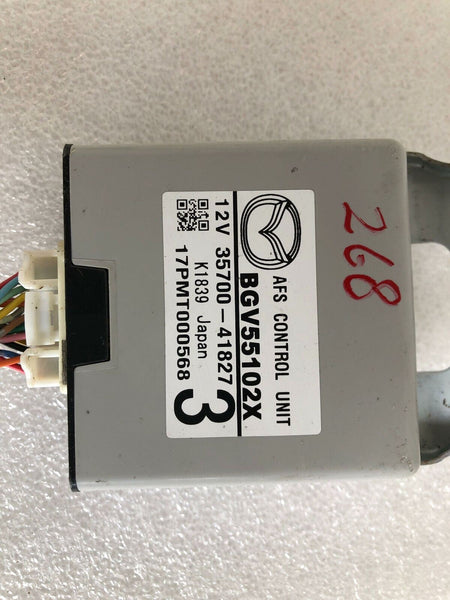 AFS CONTROL UNIT
BGV55102X
12V 35700-41827
K1839 Japan
17PMT000568
3
268